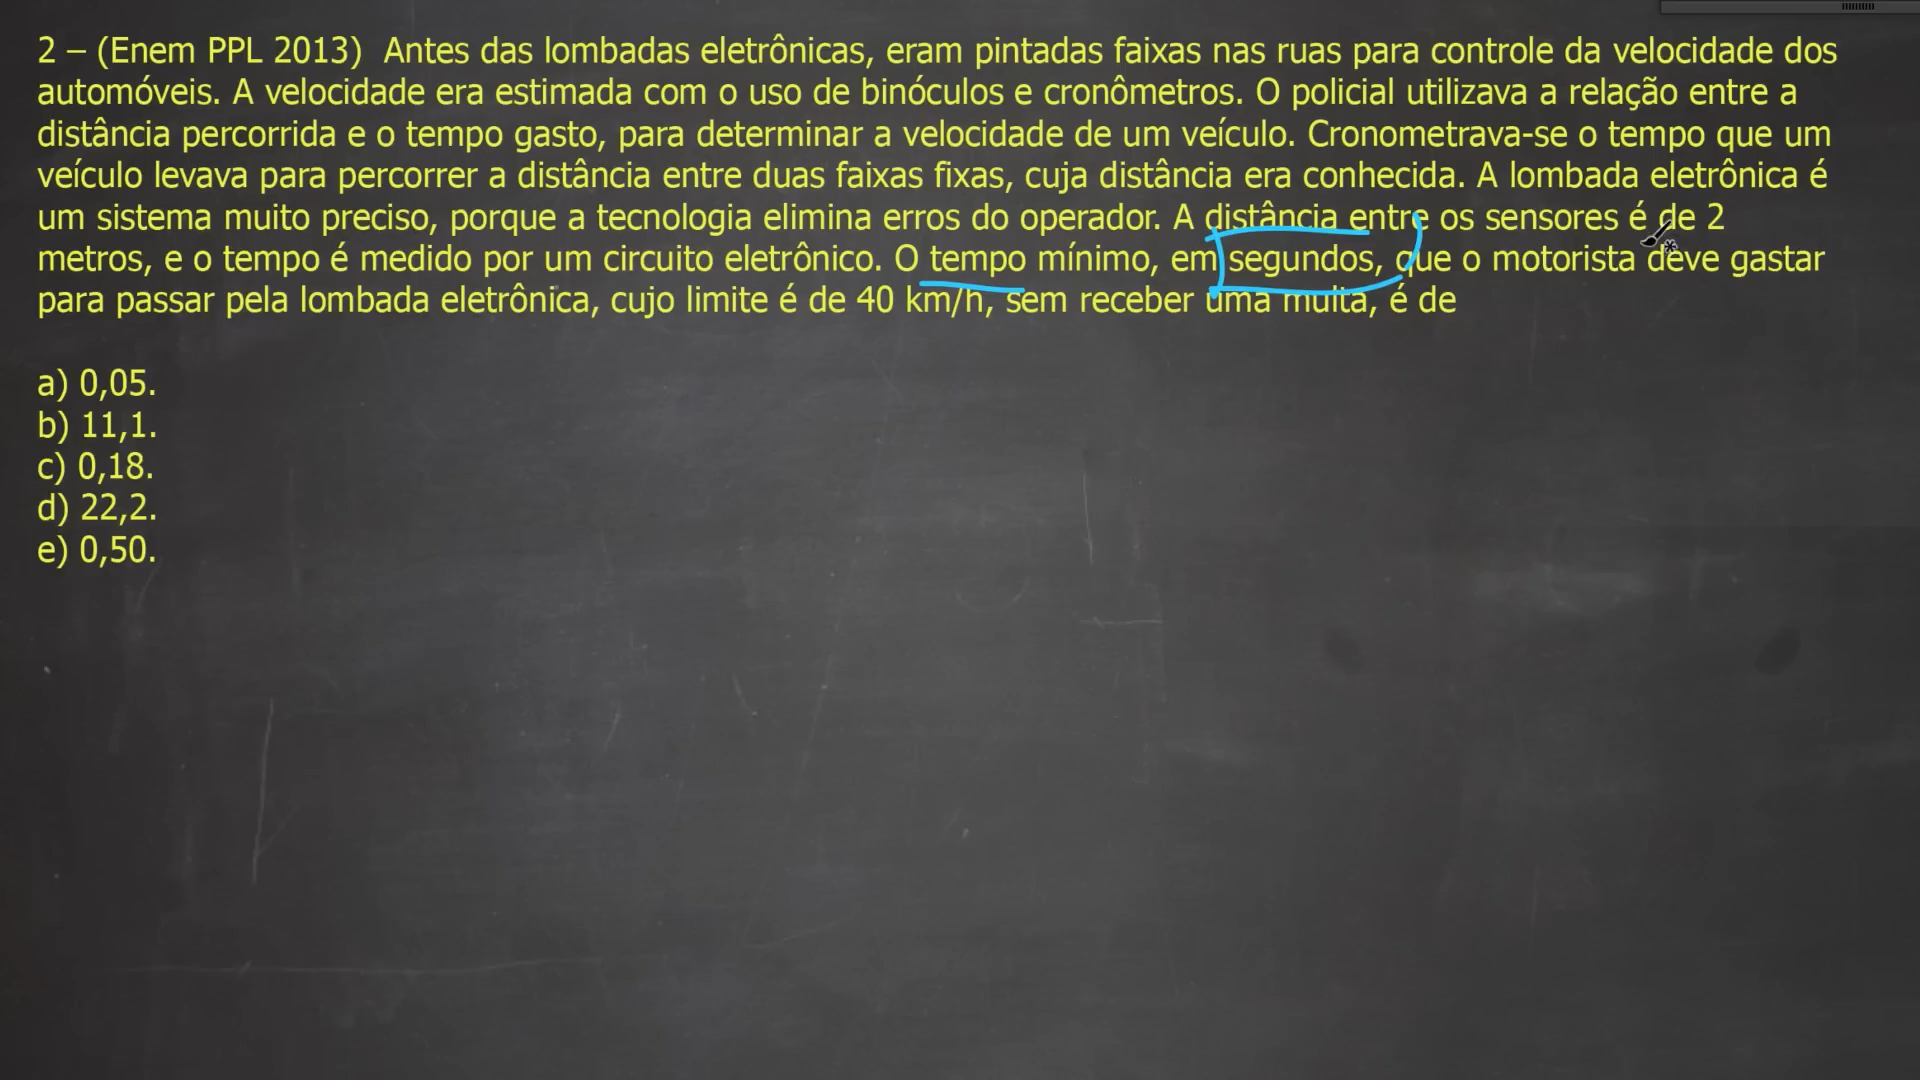 2 – (Enem PPL 2013)  Antes das lombadas eletrônicas, eram pintadas faixas nas ruas para controle da velocidade dos
automóveis. A velocidade era estimada com o uso de binóculos e cronômetros. O policial utilizava a relação entre a
distância percorrida e o tempo gasto, para determinar a velocidade de um veículo. Cronometrava-se o tempo que um
veículo levava para percorrer a distância entre duas faixas fixas, cuja distância era conhecida. A lombada eletrônica é
um sistema muito preciso, porque a tecnologia elimina erros do operador. A distância entre os sensores é de 2
metros, e o tempo é medido por um circuito eletrônico. O tempo mínimo, em segundos, que o motorista deve gastar
para passar pela lombada eletrônica, cujo limite é de 40 km/h, sem receber uma multa, é de
a) 0,05.
b) 11,1.
c) 0,18.
d) 22,2.
e) 0,50.